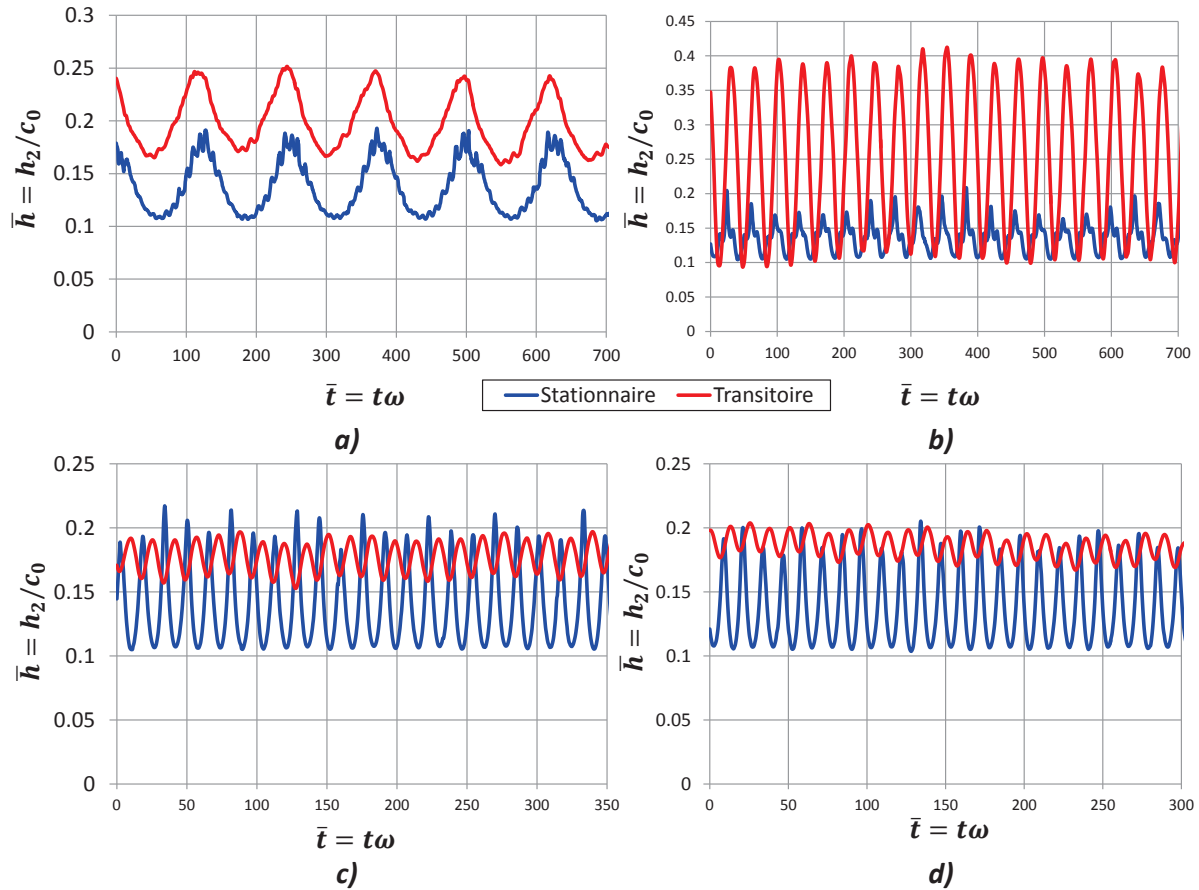 0.3
0.25
0.2
0.15
0.1
0.05
0
0 100 200 300 400 500 600 700
h̅ = h₂/c₀
t̅ = tω
a)
0.45
0.4
0.35
0.3
0.25
0.2
0.15
0.1
0.05
0
0 100 200 300 400 500 600 700
h̅ = h₂/c₀
t̅ = tω
b)
Stationnaire Transitoire
0.25
0.2
0.15
0.1
0.05
0
0 50 100 150 200 250 300 350
h̅ = h₂/c₀
t̅ = tω
c)
0.25
0.2
0.15
0.1
0.05
0
0 50 100 150 200 250 300
h̅ = h₂/c₀
t̅ = tω
d)